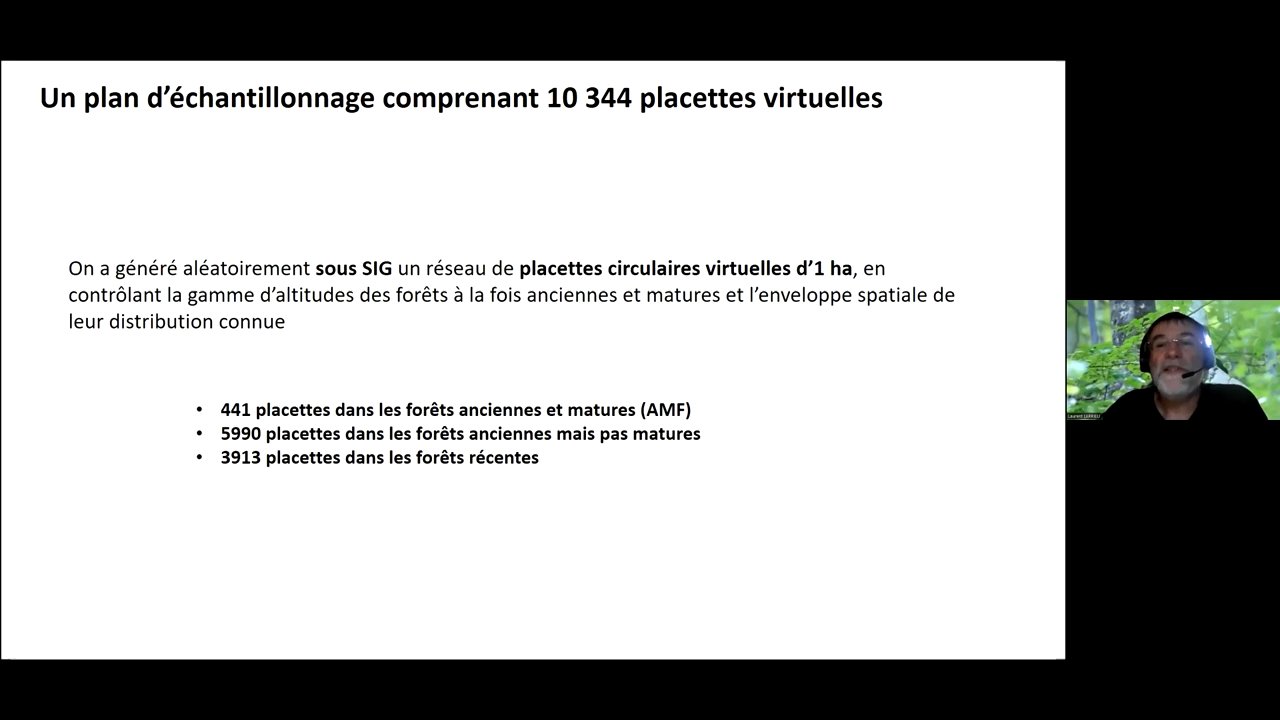 Un plan d'échantillonnage comprenant 10 344 placettes virtuelles
On a généré aléatoirement sous SIG un réseau de placettes circulaires virtuelles d'1 ha, en
contrôlant la gamme d'altitudes des forêts à la fois anciennes et matures et l'enveloppe spatiale de
leur distribution connue
• 441 placettes dans les forêts anciennes et matures (AMF)
• 5990 placettes dans les forêts anciennes mais pas matures
• 3913 placettes dans les forêts récentes
Laurent LARRIEU